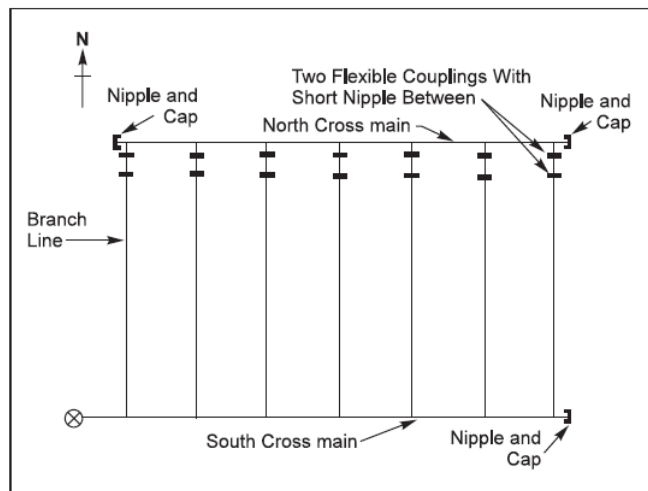 N
Nipple and
Cap
Two Flexible Couplings With
Short Nipple Between
Nipple and
Cap
North Cross main
Branch
Line
South Cross main
Nipple and
Cap